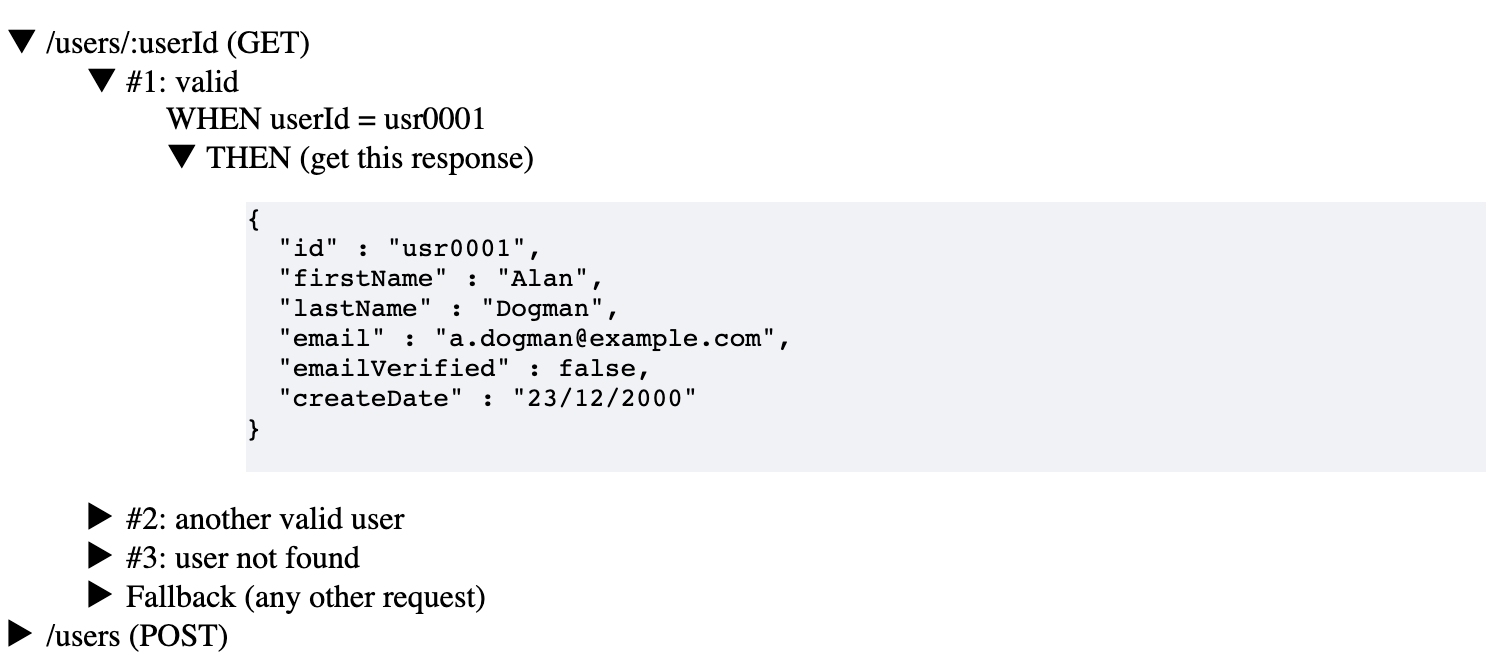 ▼ /users/:userId (GET)
▼ #1: valid
WHEN userId = usr0001
▼ THEN (get this response)
{
"id" : "usr0001",
"firstName" : "Alan",
"lastName" : "Dogman",
"email" : "a.dogman@example.com",
"emailVerified" : false,
"createDate" : "23/12/2000"
}
▶ #2: another valid user
▶ #3: user not found
▶ Fallback (any other request)
▶ /users (POST)